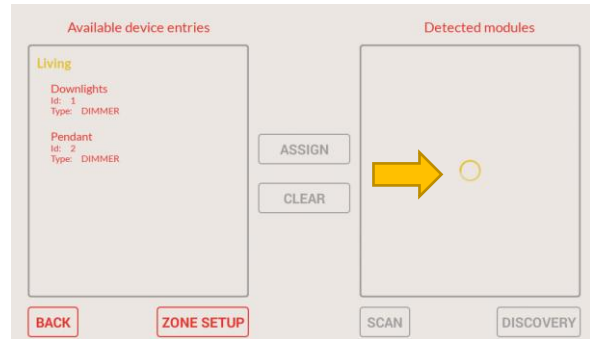 Available device entries
Detected modules
Living
Downlights
Id: 1
Type: DIMMER
Pendant
Id: 2
Type: DIMMER
ASSIGN
CLEAR
BACK
ZONE SETUP
SCAN
DISCOVERY